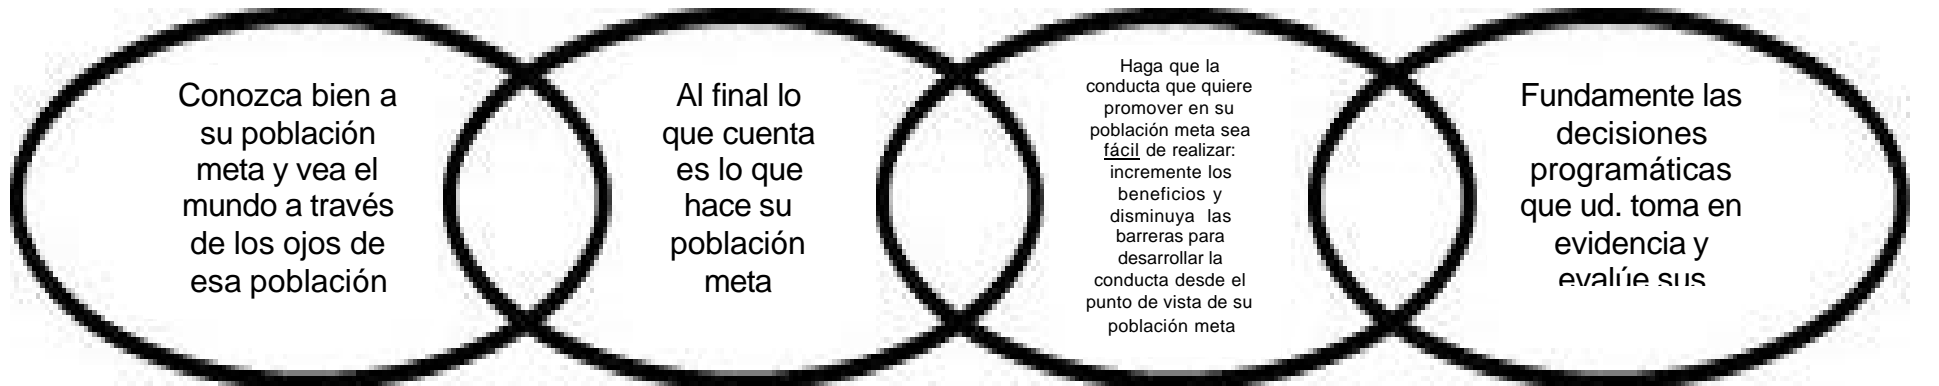 Conozca bien a
su población
meta y vea el
mundo a través
de los ojos de
esa población
Al final lo
que cuenta
es lo que
hace su
población
meta
Haga que la
conducta que quiere
promover en su
población meta sea
fácil de realizar:
incremente los
beneficios y
disminuya las
barreras para
desarrollar la
conducta desde el
punto de vista de su
población meta
Fundamente las
decisiones
programáticas
que ud. toma en
evidencia y
evalúe sus